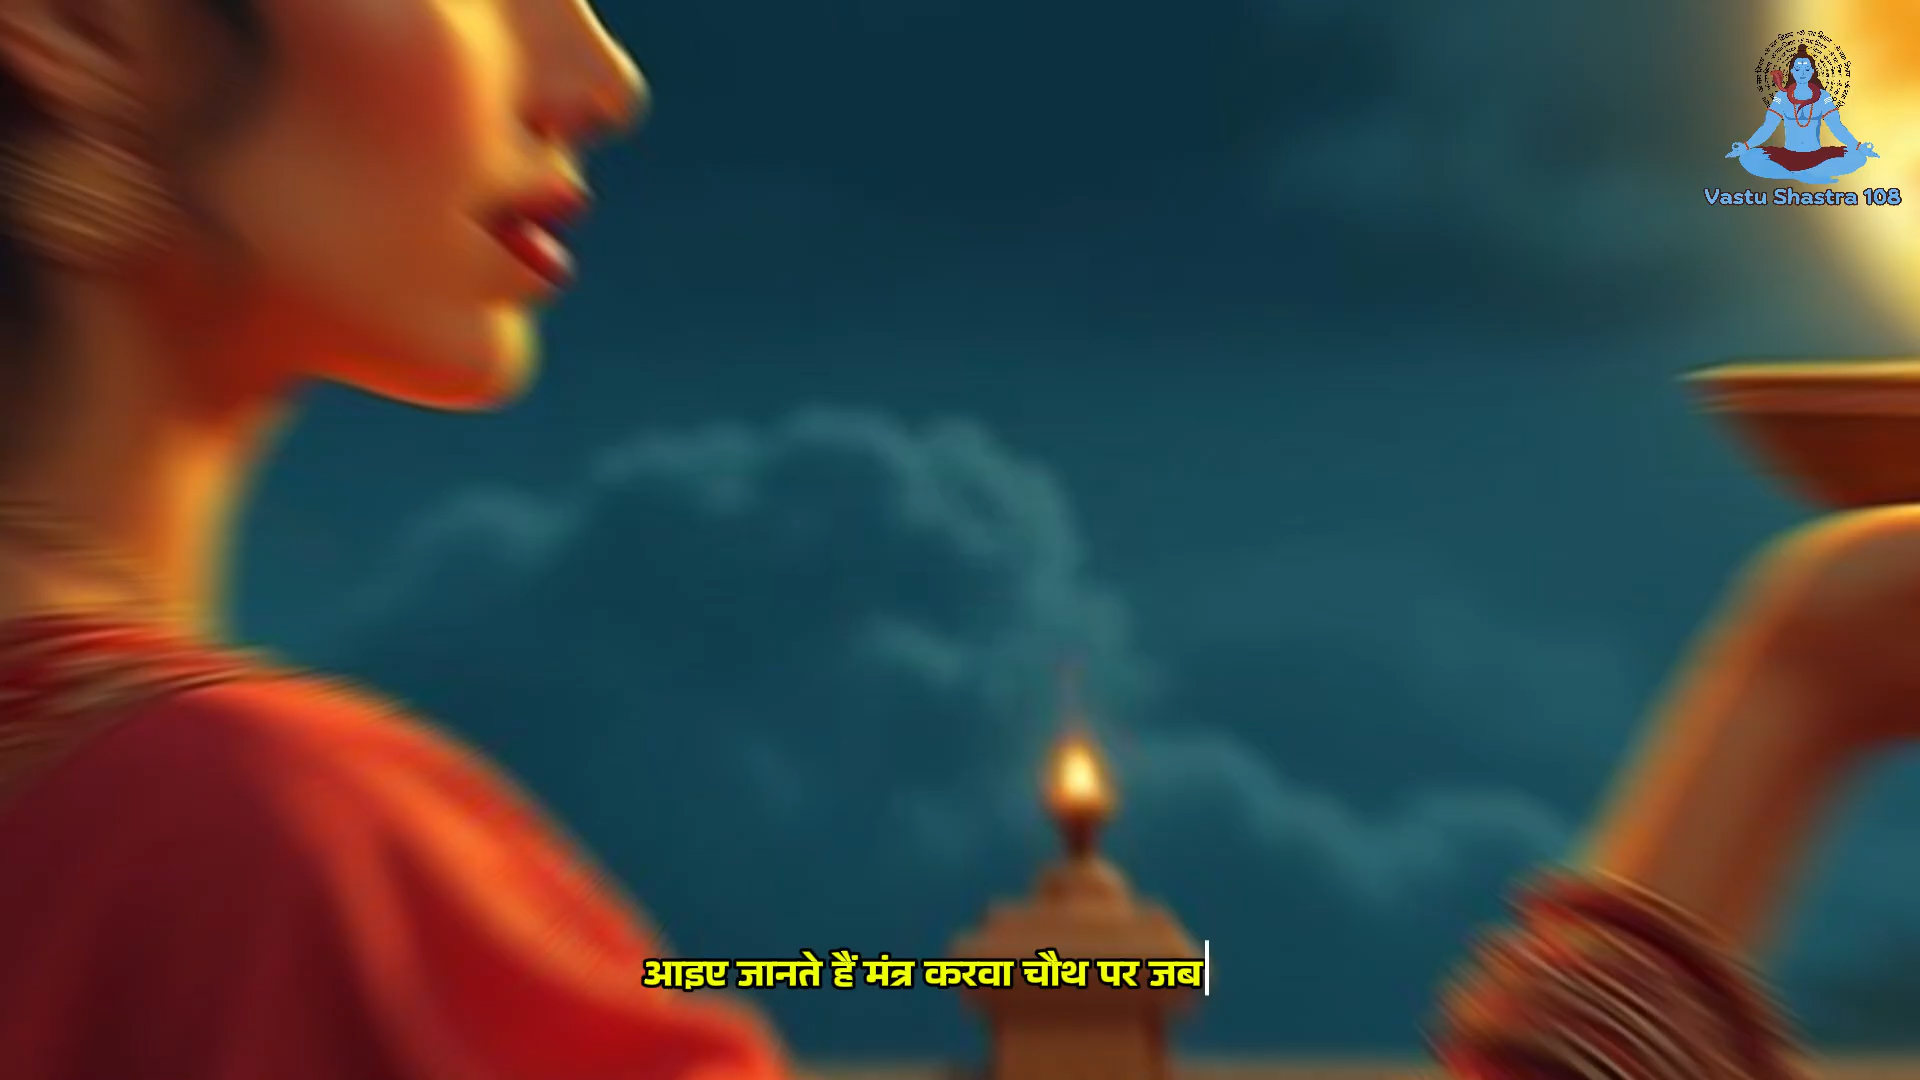 Vastu Shastra 108
आइए जानते हैं मंत्र करवा चौथ पर जब